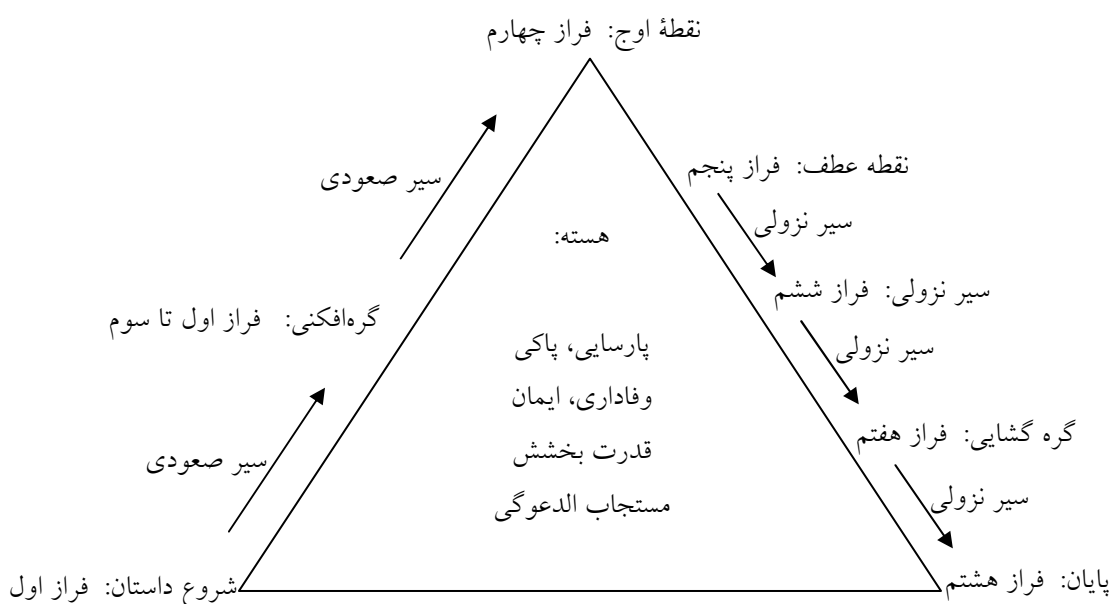 نقطهٔ اوج: فراز چهارم
نقطه عطف: فراز پنجم
سیر صعودی
سیر نزولی
هسته:
سیر نزولی: فراز ششم
گره‌افکنی: فراز اول تا سوم
سیر نزولی
پارسایی، پاکی
وفاداری، ایمان
گره گشایی: فراز هفتم
قدرت بخشش
سیر صعودی
سیر نزولی
مستجاب الدعوگی
پایان: فراز هشتم
شروع داستان: فراز اول